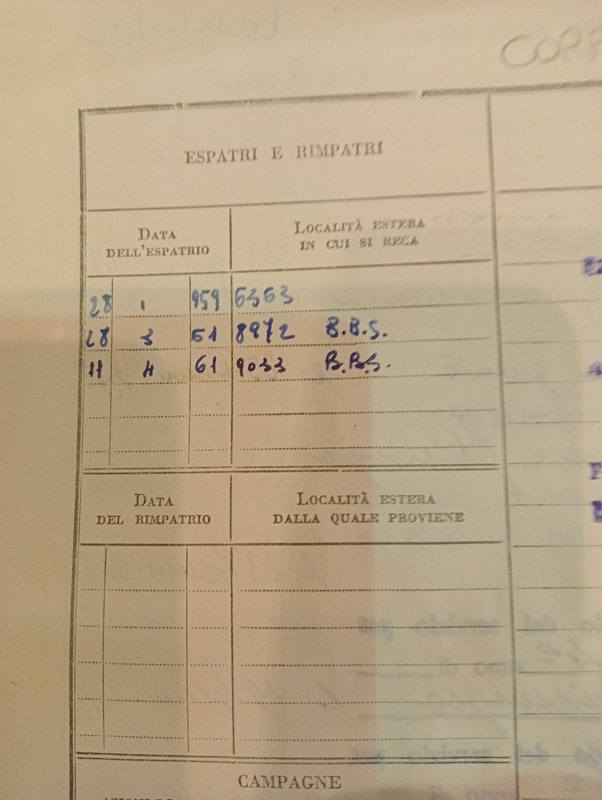 ESPATRI E RIMPATRI
DATA DELL'ESPATRIO
LOCALITÀ ESTERA IN CUI SI RECA
28 1 959 6363
28 3 61 8972 B.B.S.
11 4 61 9033 B.B.S.
DATA DEL RIMPATRIO
LOCALITÀ ESTERA DALLA QUALE PROVIENE
CAMPAGNE